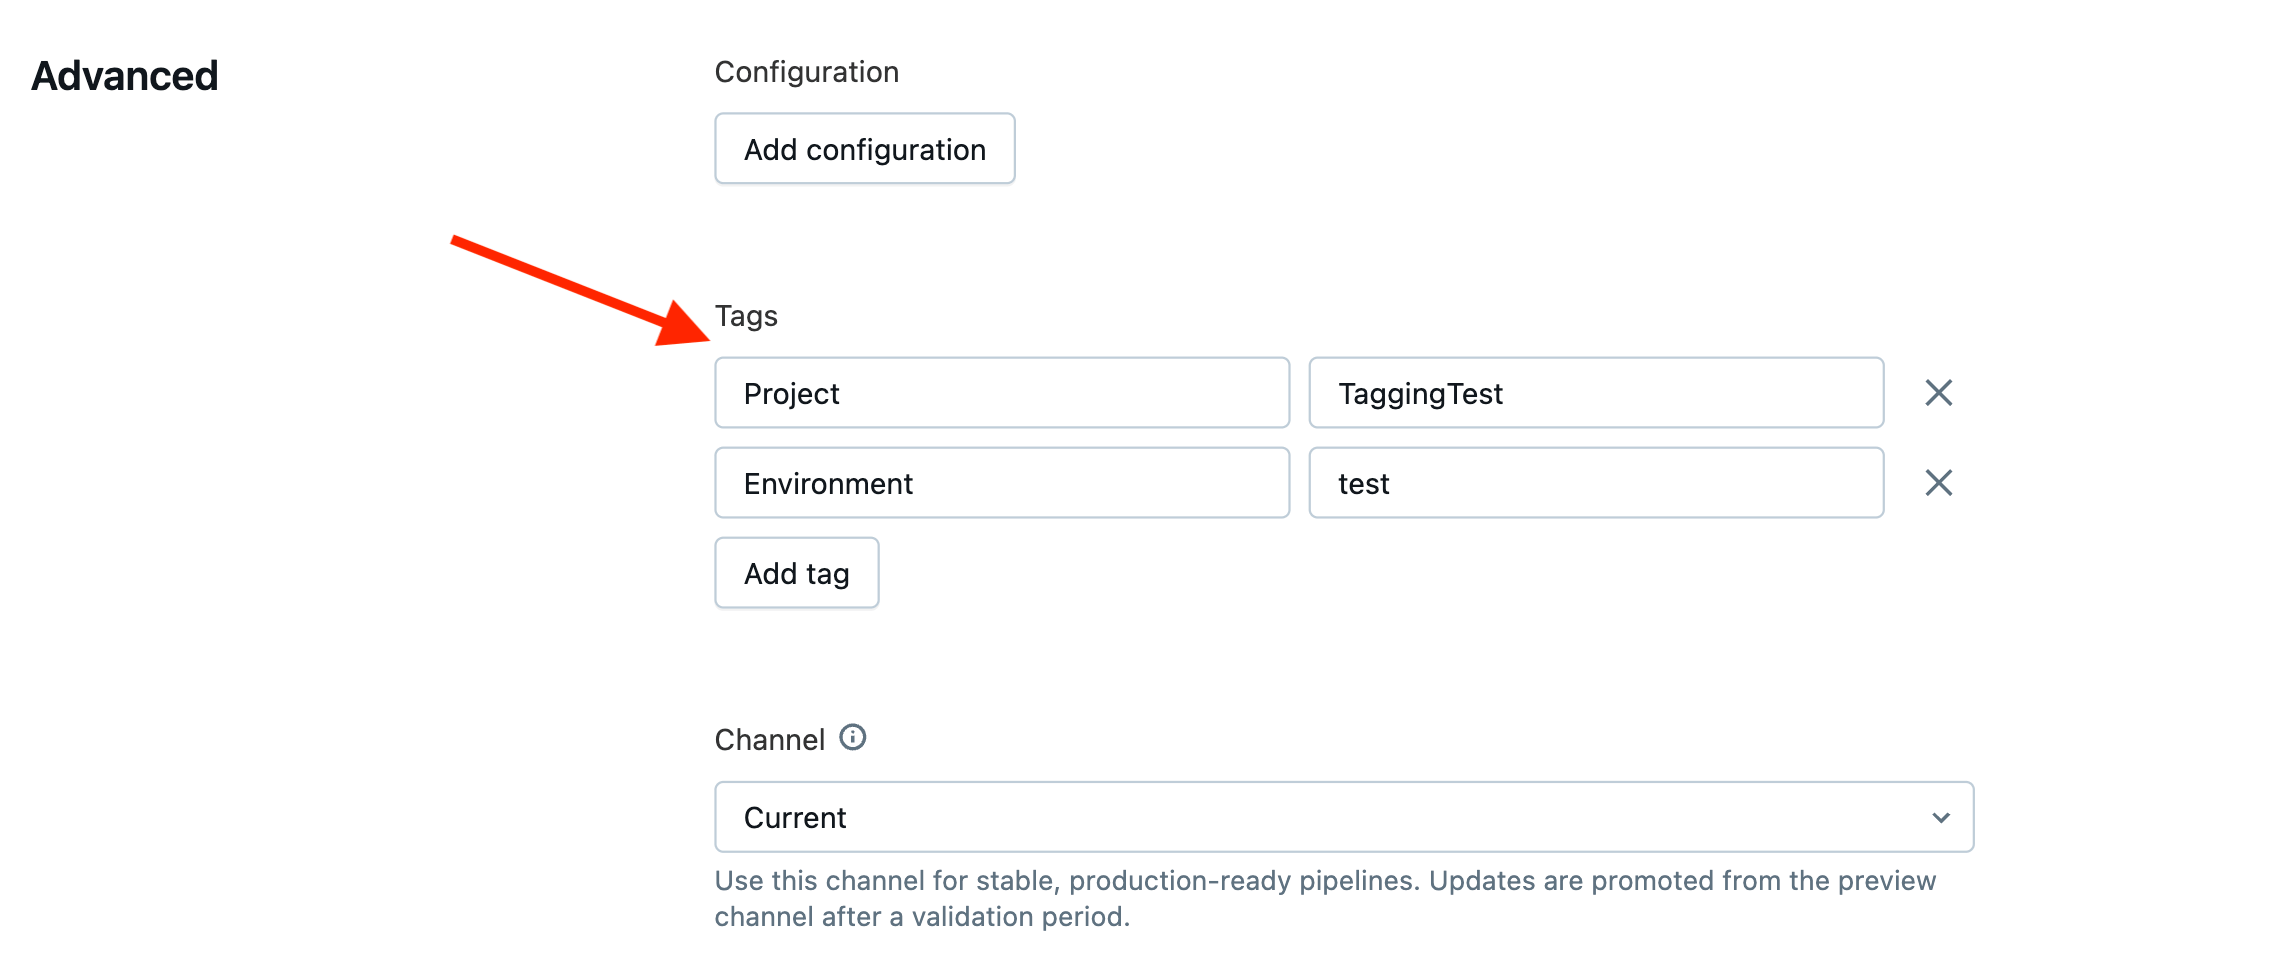 Advanced
Configuration
Add configuration
Tags
Project TaggingTest
Environment test
Add tag
Channel
Current
Use this channel for stable, production-ready pipelines. Updates are promoted from the preview
channel after a validation period.